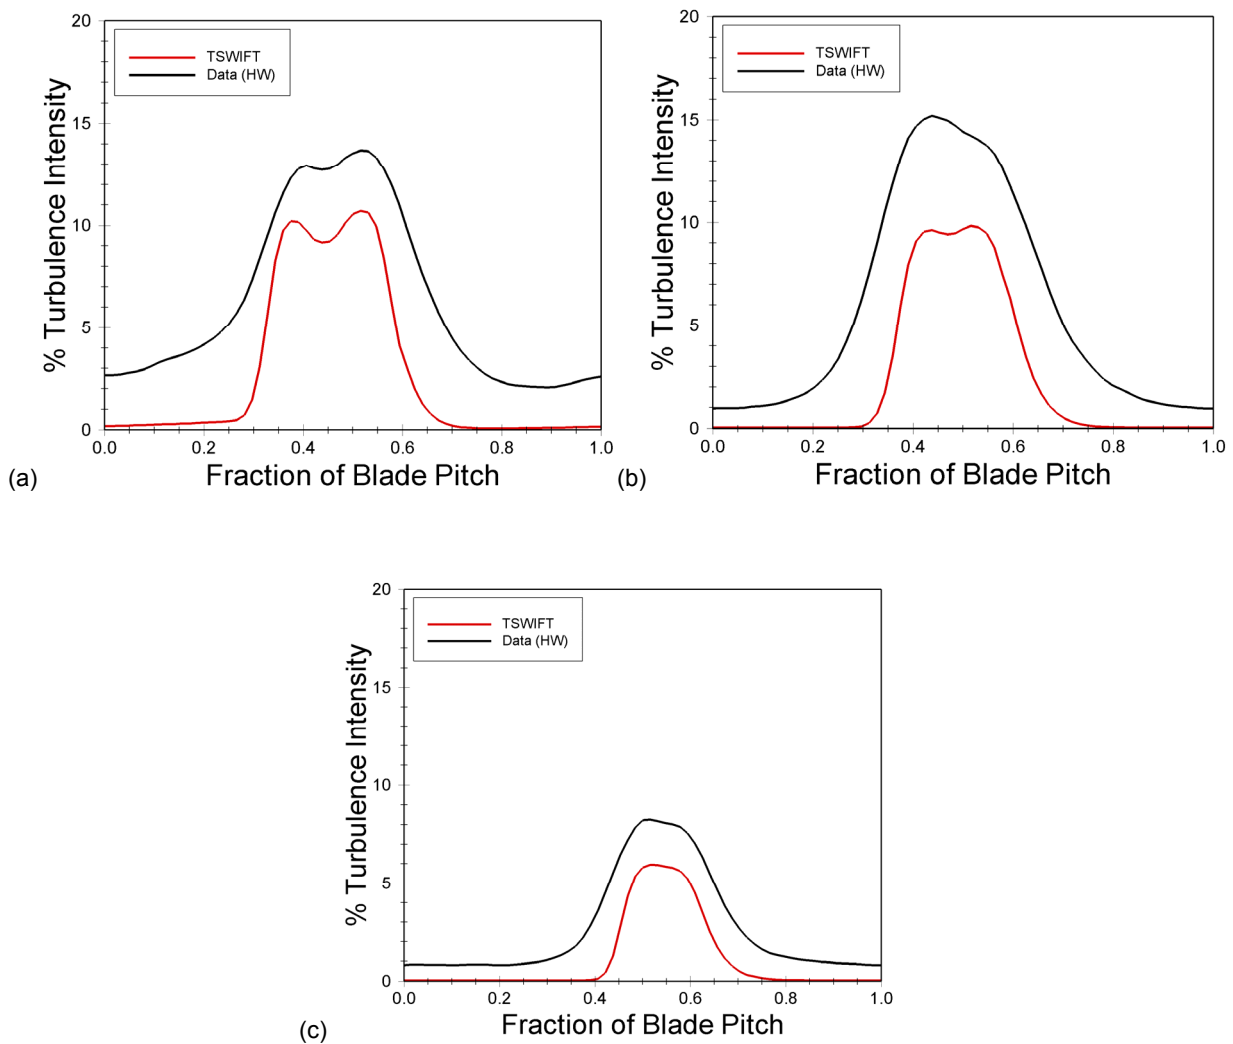 20
15
10
5
0
% Turbulence Intensity
TSWIFT
Data (HW)
0.0 0.2 0.4 0.6 0.8 1.0
Fraction of Blade Pitch
(a)
20
15
10
5
0
% Turbulence Intensity
TSWIFT
Data (HW)
0.0 0.2 0.4 0.6 0.8 1.0
Fraction of Blade Pitch
(b)
20
15
10
5
0
% Turbulence Intensity
TSWIFT
Data (HW)
0.0 0.2 0.4 0.6 0.8 1.0
Fraction of Blade Pitch
(c)